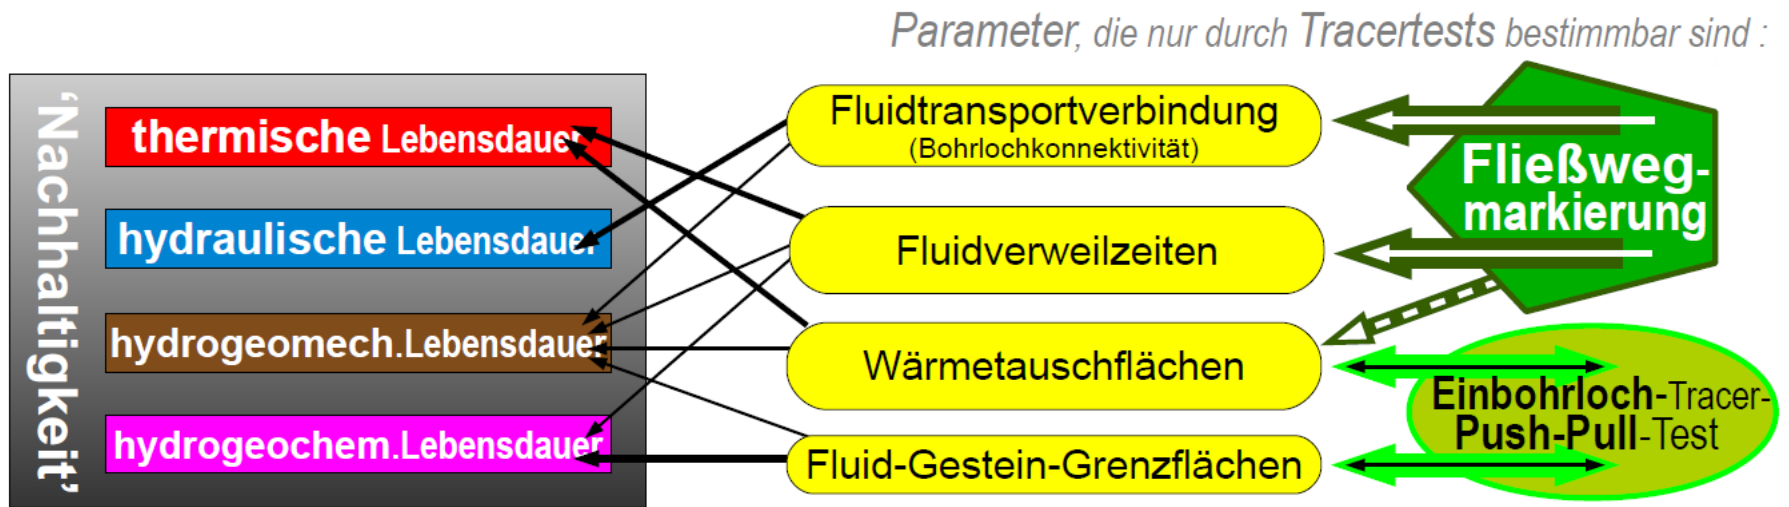 Parameter, die nur durch Tracertests bestimmbar sind :
'Nachhaltigkeit'
thermische Lebensdauer
hydraulische Lebensdauer
hydrogeomech.Lebensdauer
hydrogeochem.Lebensdauer
Fluidtransportverbindung
(Bohrlochkonnektivität)
Fluidverweilzeiten
Wärmetauschflächen
Fluid-Gestein-Grenzflächen
Fließweg-
markierung
Einbohrloch-Tracer-
Push-Pull-Test